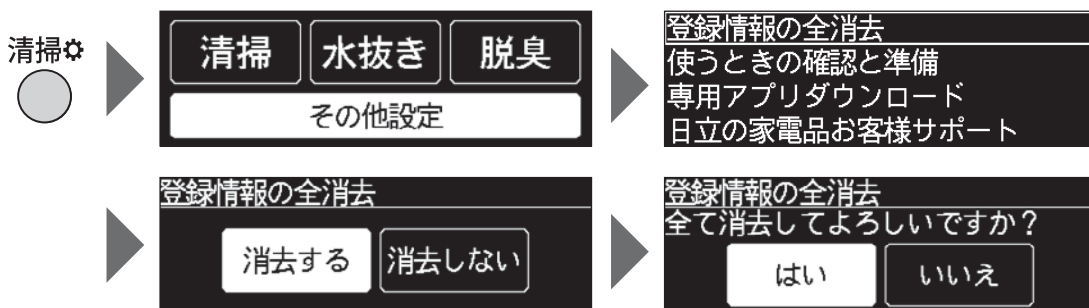 清掃
清掃 水抜き 脱臭
その他設定
登録情報の全消去
使うときの確認と準備
専用アプリダウンロード
日立の家電品お客様サポート
登録情報の全消去
消去する 消去しない
登録情報の全消去
全て消去してよろしいですか?
はい いいえ